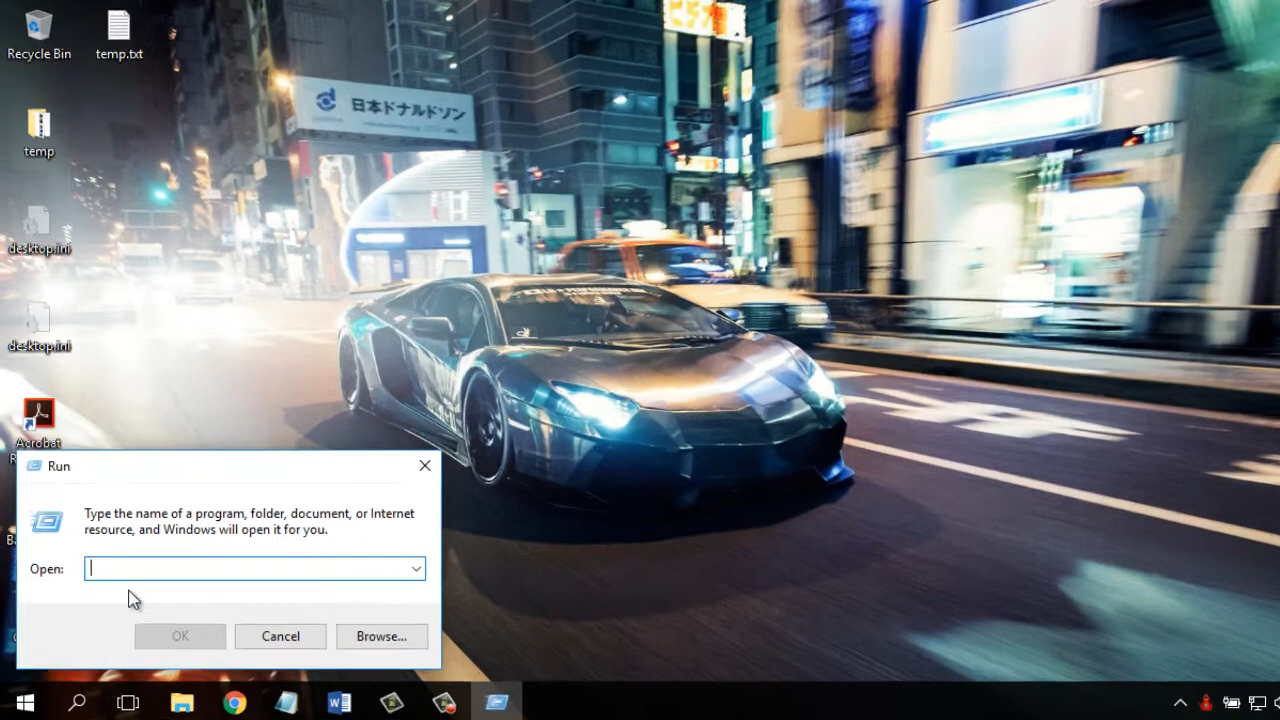 Recycle Bin
temp.txt
temp
desktop.ini
desktop.ini
Acrobat
日本ドナルドソン
Run
Type the name of a program, folder, document, or Internet
resource, and Windows will open it for you.
Open:
OK
Cancel
Browse...